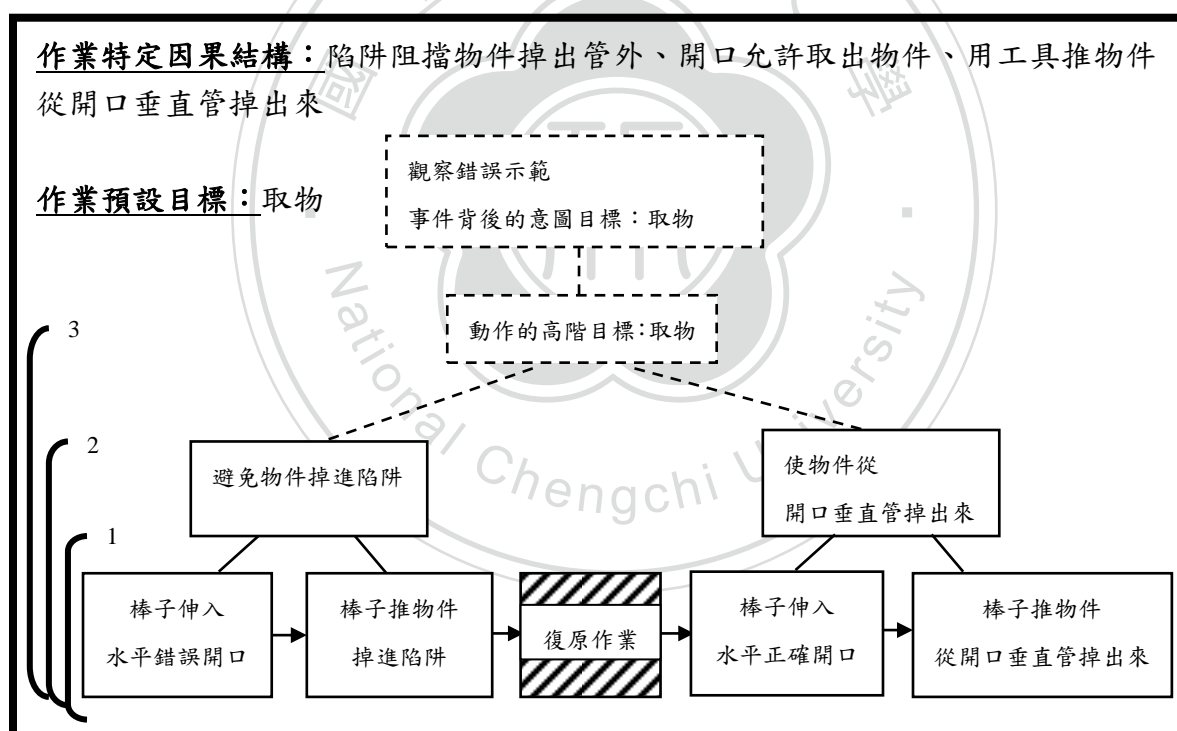 作業特定因果結構：陷阱阻擋物件掉出管外、開口允許取出物件、用工具推物件
從開口垂直管掉出來
觀察錯誤示範
事件背後的意圖目標：取物
作業預設目標：取物
動作的高階目標:取物
3
2
1
避免物件掉進陷阱
使物件從
開口垂直管掉出來
棒子伸入
水平錯誤開口
棒子推物件
掉進陷阱
復原作業
棒子伸入
水平正確開口
棒子推物件
從開口垂直管掉出來
國
學
National Chengchi University